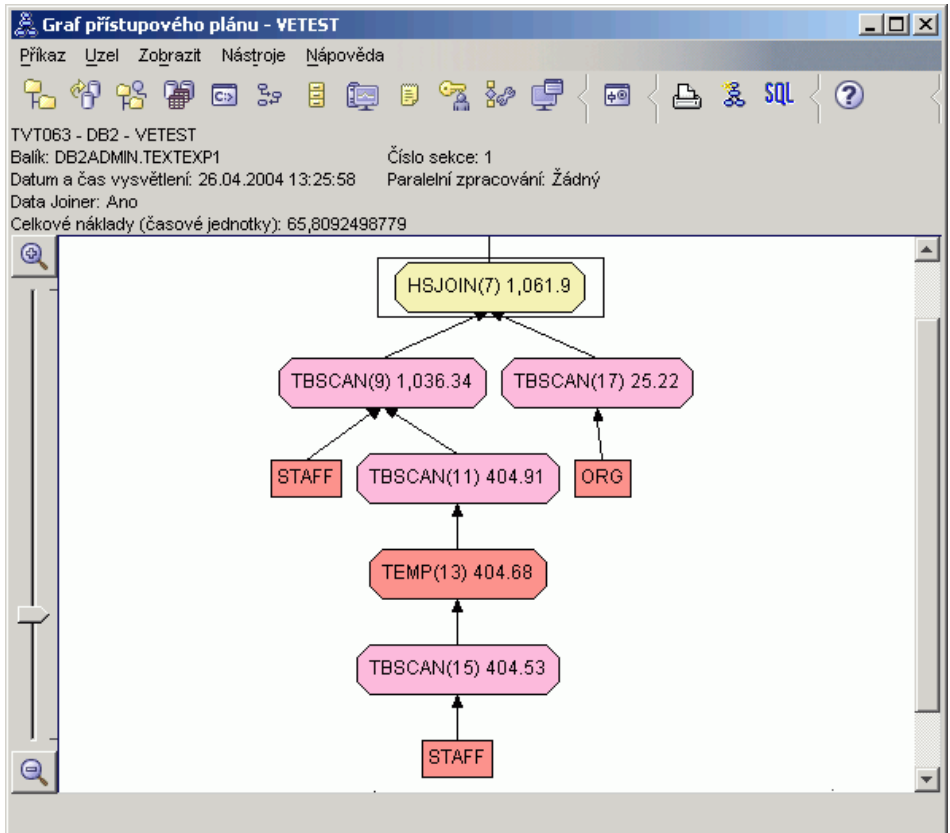 Graf přístupového plánu - VETEST
Příkaz Uzel Zobrazit Nástroje Nápověda
SQL ?
TVT063 - DB2 - VETEST
Balík: DB2ADMIN.TEXTEXP1 Číslo sekce: 1
Datum a čas vysvětlení: 26.04.2004 13:25:58 Paralelní zpracování: Žádný
Data Joiner: Ano
Celkové náklady (časové jednotky): 65,8092498779
HSJOIN(7) 1,061.9
TBSCAN(9) 1,036.34 TBSCAN(17) 25.22
STAFF TBSCAN(11) 404.91 ORG
TEMP(13) 404.68
TBSCAN(15) 404.53
STAFF